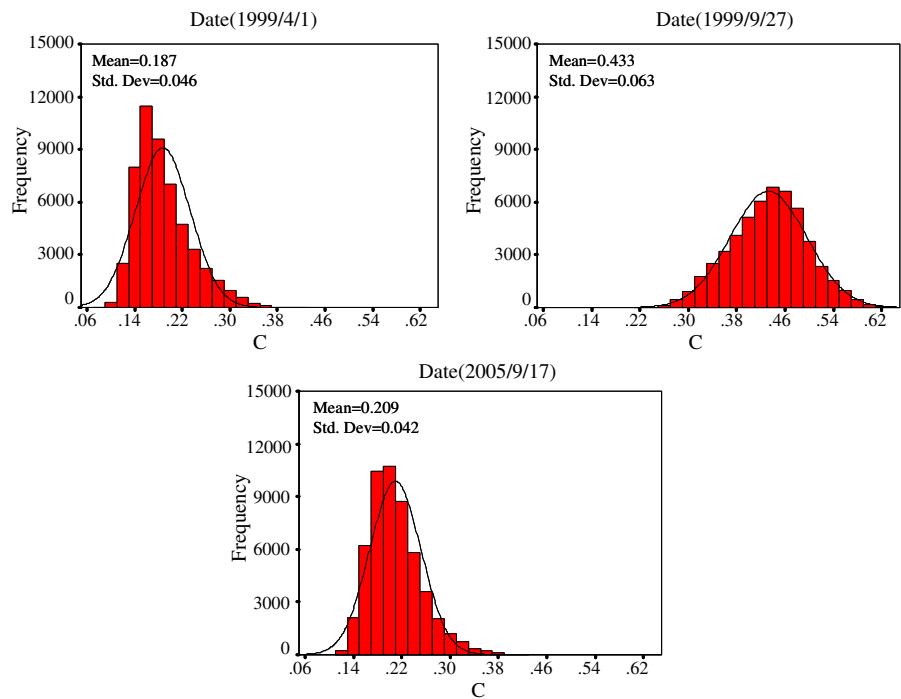 Date(1999/4/1)
Mean=0.187
Std. Dev=0.046
Frequency
15000
12000
9000
6000
3000
0
.06 .14 .22 .30 .38 .46 .54 .62
C
Date(1999/9/27)
Mean=0.433
Std. Dev=0.063
Frequency
15000
12000
9000
6000
3000
0
.06 .14 .22 .30 .38 .46 .54 .62
C
Date(2005/9/17)
Mean=0.209
Std. Dev=0.042
Frequency
15000
12000
9000
6000
3000
0
.06 .14 .22 .30 .38 .46 .54 .62
C